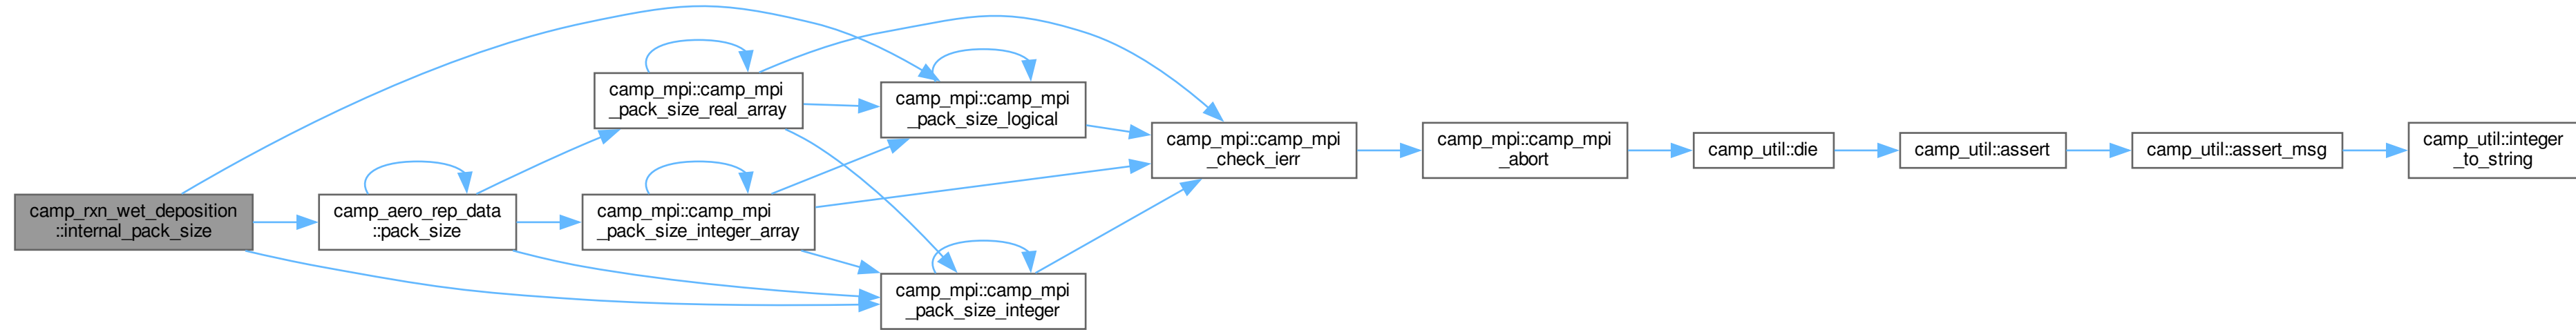 camp_rxn_wet_deposition
::internal_pack_size
camp_aero_rep_data
::pack_size
camp_mpi::camp_mpi
_pack_size_real_array
camp_mpi::camp_mpi
_pack_size_integer_array
camp_mpi::camp_mpi
_pack_size_logical
camp_mpi::camp_mpi
_pack_size_integer
camp_mpi::camp_mpi
_check_ierr
camp_mpi::camp_mpi
_abort
camp_util::die
camp_util::assert
camp_util::assert_msg
camp_util::integer
_to_string